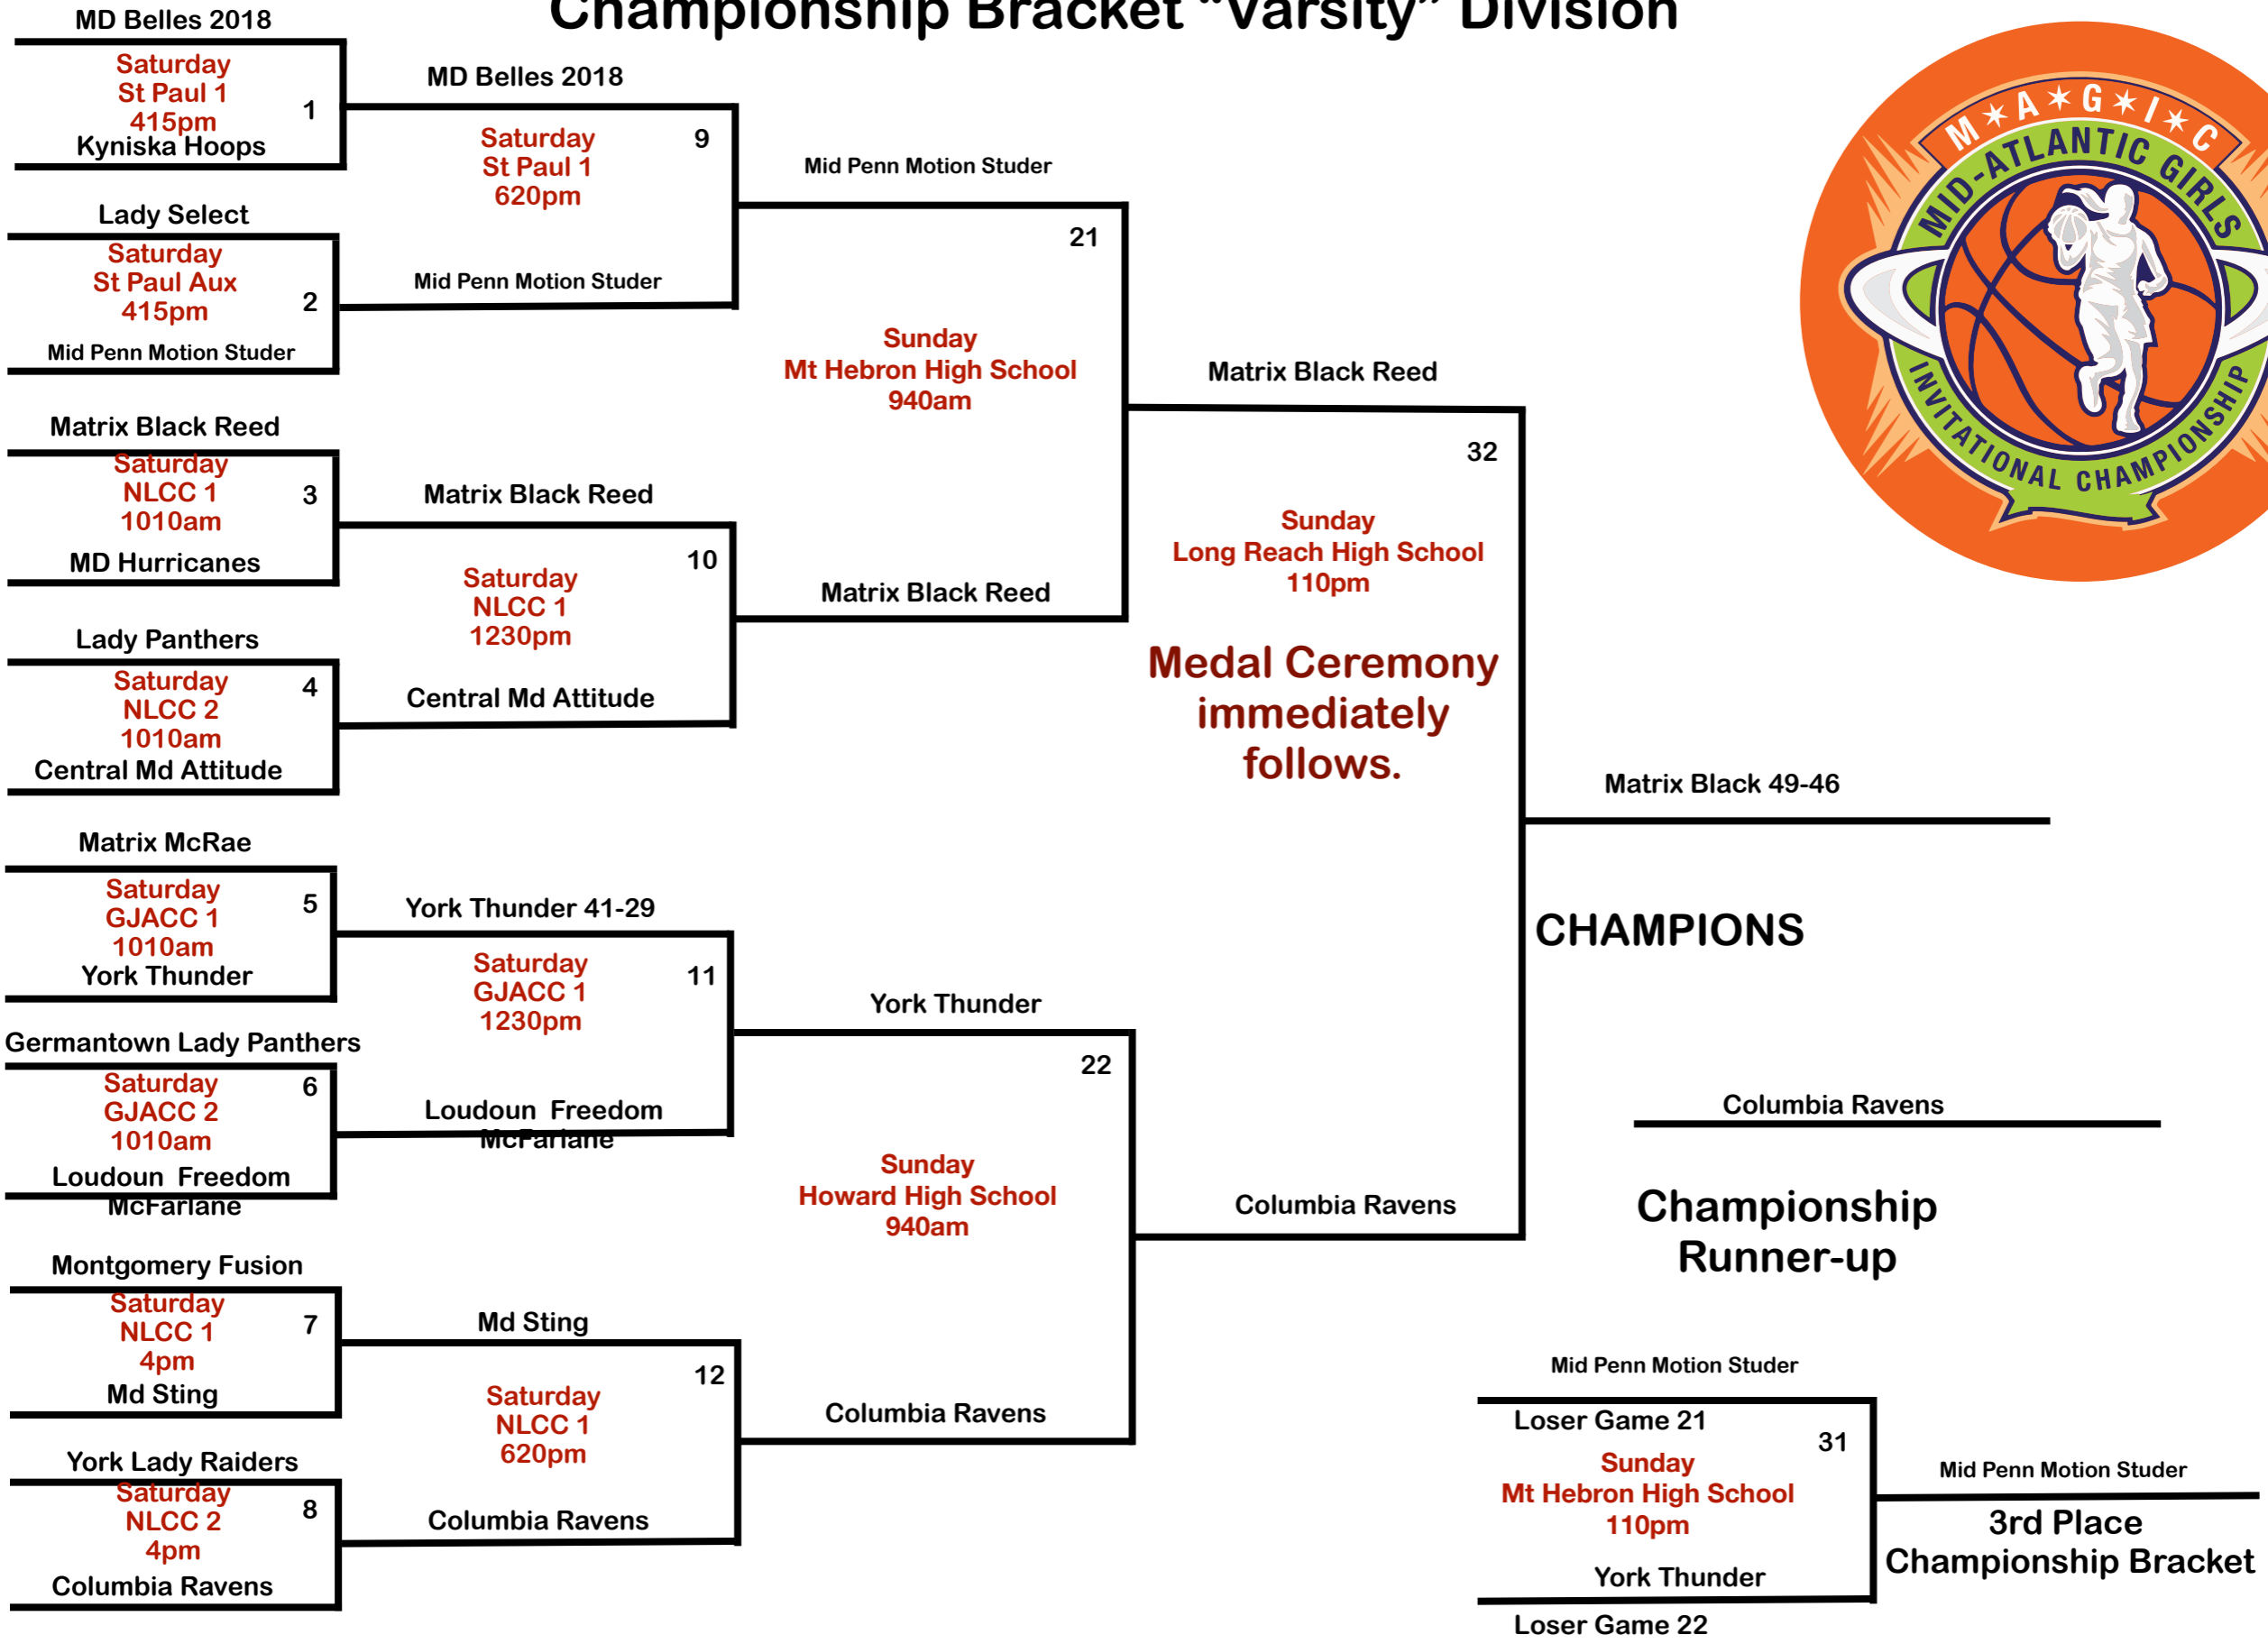 Championship Bracket “Varsity” Division
MD Belles 2018
Saturday
St Paul 1
415pm
1
Kyniska Hoops
Lady Select
Saturday
St Paul Aux
415pm
2
Mid Penn Motion Studer
Matrix Black Reed
Saturday
NLCC 1
1010am
3
MD Hurricanes
Lady Panthers
Saturday
NLCC 2
1010am
4
Central Md Attitude
Matrix McRae
Saturday
GJACC 1
1010am
5
York Thunder
Germantown Lady Panthers
Saturday
GJACC 2
1010am
6
Loudoun Freedom
McFarlane
Montgomery Fusion
Saturday
NLCC 1
4pm
7
Md Sting
York Lady Raiders
Saturday
NLCC 2
4pm
8
Columbia Ravens
MD Belles 2018
Saturday
St Paul 1
620pm
9
Mid Penn Motion Studer
Matrix Black Reed
Saturday
NLCC 1
1230pm
10
Central Md Attitude
York Thunder 41-29
Saturday
GJACC 1
1230pm
11
Loudoun Freedom
McFarlane
Md Sting
Saturday
NLCC 1
620pm
12
Columbia Ravens
Mid Penn Motion Studer
21
Sunday
Mt Hebron High School
940am
Matrix Black Reed
York Thunder
22
Sunday
Howard High School
940am
Columbia Ravens
Matrix Black Reed
32
Sunday
Long Reach High School
110pm
Medal Ceremony
immediately
follows.
Columbia Ravens
Matrix Black 49-46
CHAMPIONS
Columbia Ravens
Championship
Runner-up
Mid Penn Motion Studer
Loser Game 21
31
Sunday
Mt Hebron High School
110pm
York Thunder
Loser Game 22
Mid Penn Motion Studer
3rd Place
Championship Bracket
M★A★G★I★C
MID-ATLANTIC GIRLS
INVITATIONAL CHAMPIONSHIP